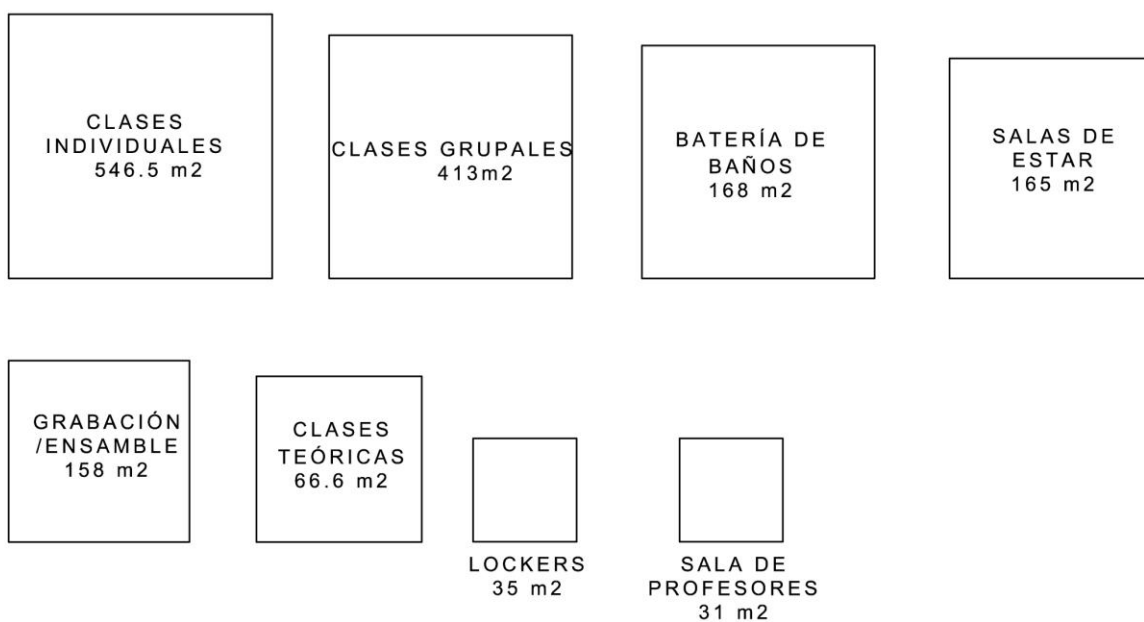 CLASES
INDIVIDUALES
546.5 m2
CLASES GRUPALES
413m2
BATERÍA DE
BAÑOS
168 m2
SALAS DE
ESTAR
165 m2
GRABACIÓN
/ENSAMBLE
158 m2
CLASES
TEÓRICAS
66.6 m2
LOCKERS
35 m2
SALA DE
PROFESORES
31 m2